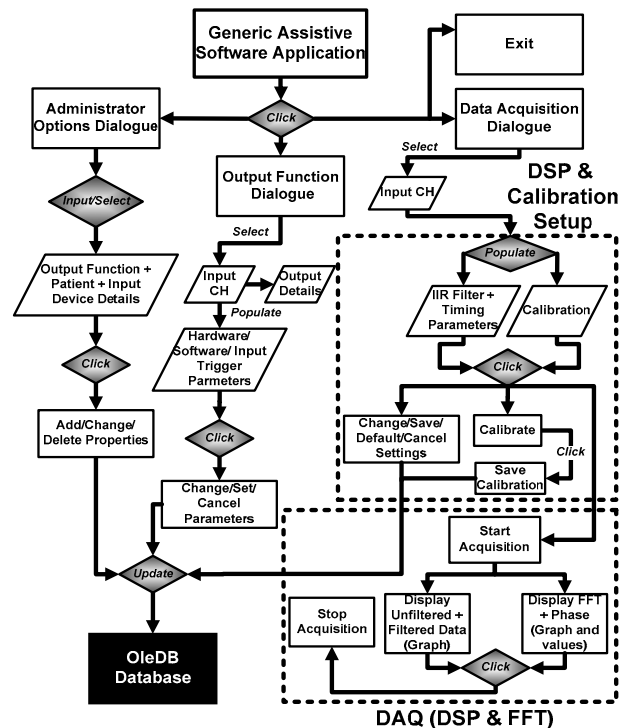 Generic Assistive
Software Application
Exit
Administrator
Options Dialogue
Click
Data Acquisition
Dialogue
Select
Input CH
DSP &
Calibration
Setup
Input/Select
Output Function
Dialogue
Select
Populate
Output Function +
Patient + Input
Device Details
Input
CH
Output
Details
Populate
IIR Filter +
Timing
Parameters
Calibration
Hardware/
Software/ Input
Trigger
Parmeters
Click
Click
Add/Change/
Delete Properties
Click
Change/Save/
Default/Cancel
Settings
Calibrate
Click
Save
Calibration
Change/Set/
Cancel
Parameters
Start
Acquisition
Update
Stop
Acquisition
Display
Unfiltered +
Filtered Data
(Graph)
Display FFT
+ Phase
(Graph and
values)
Click
OleDB
Database
DAQ (DSP & FFT)